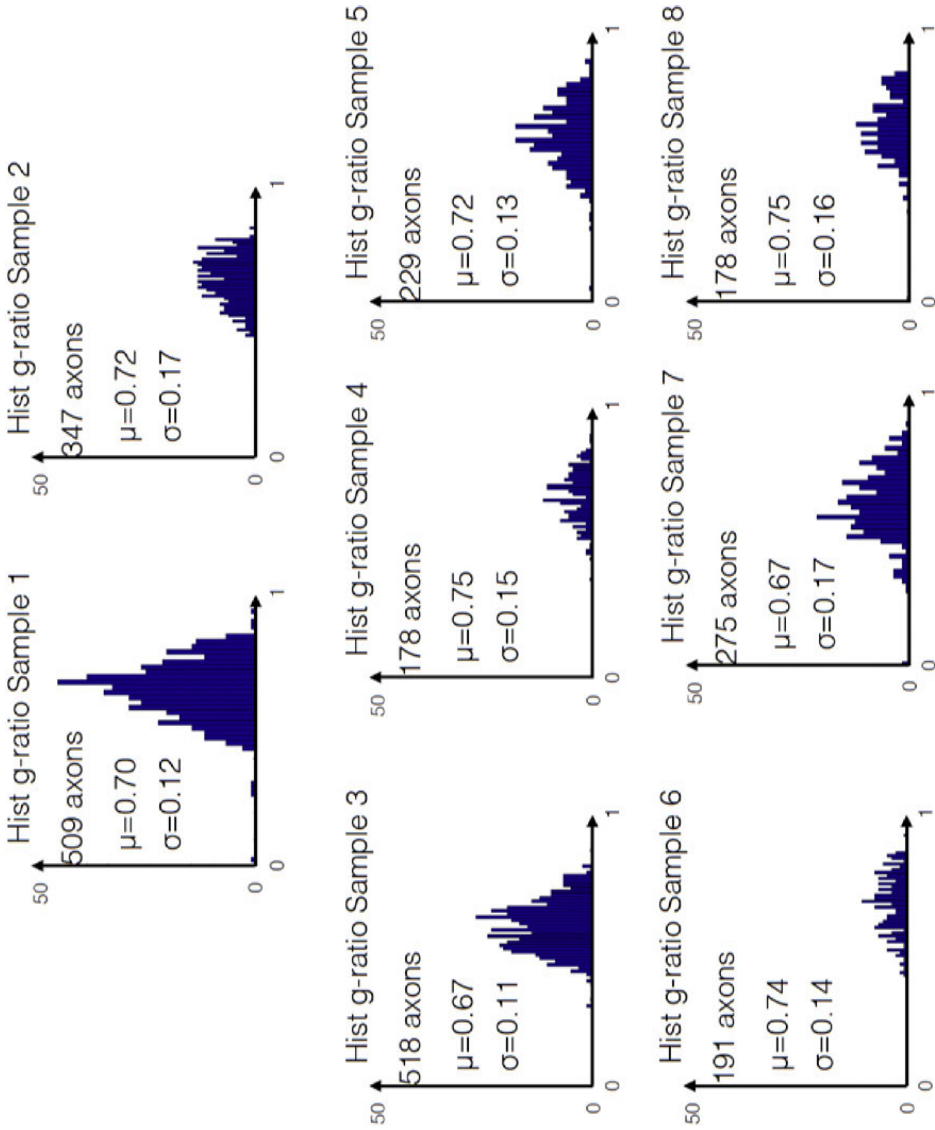 Hist g-ratio Sample 1
50
509 axons
μ=0.70
σ=0.12
0
0
1
Hist g-ratio Sample 2
50
347 axons
μ=0.72
σ=0.17
0
0
1
Hist g-ratio Sample 3
50
518 axons
μ=0.67
σ=0.11
0
0
1
Hist g-ratio Sample 4
50
178 axons
μ=0.75
σ=0.15
0
0
1
Hist g-ratio Sample 5
50
229 axons
μ=0.72
σ=0.13
0
0
1
Hist g-ratio Sample 6
50
191 axons
μ=0.74
σ=0.14
0
0
1
Hist g-ratio Sample 7
50
275 axons
μ=0.67
σ=0.17
0
0
1
Hist g-ratio Sample 8
50
178 axons
μ=0.75
σ=0.16
0
0
1